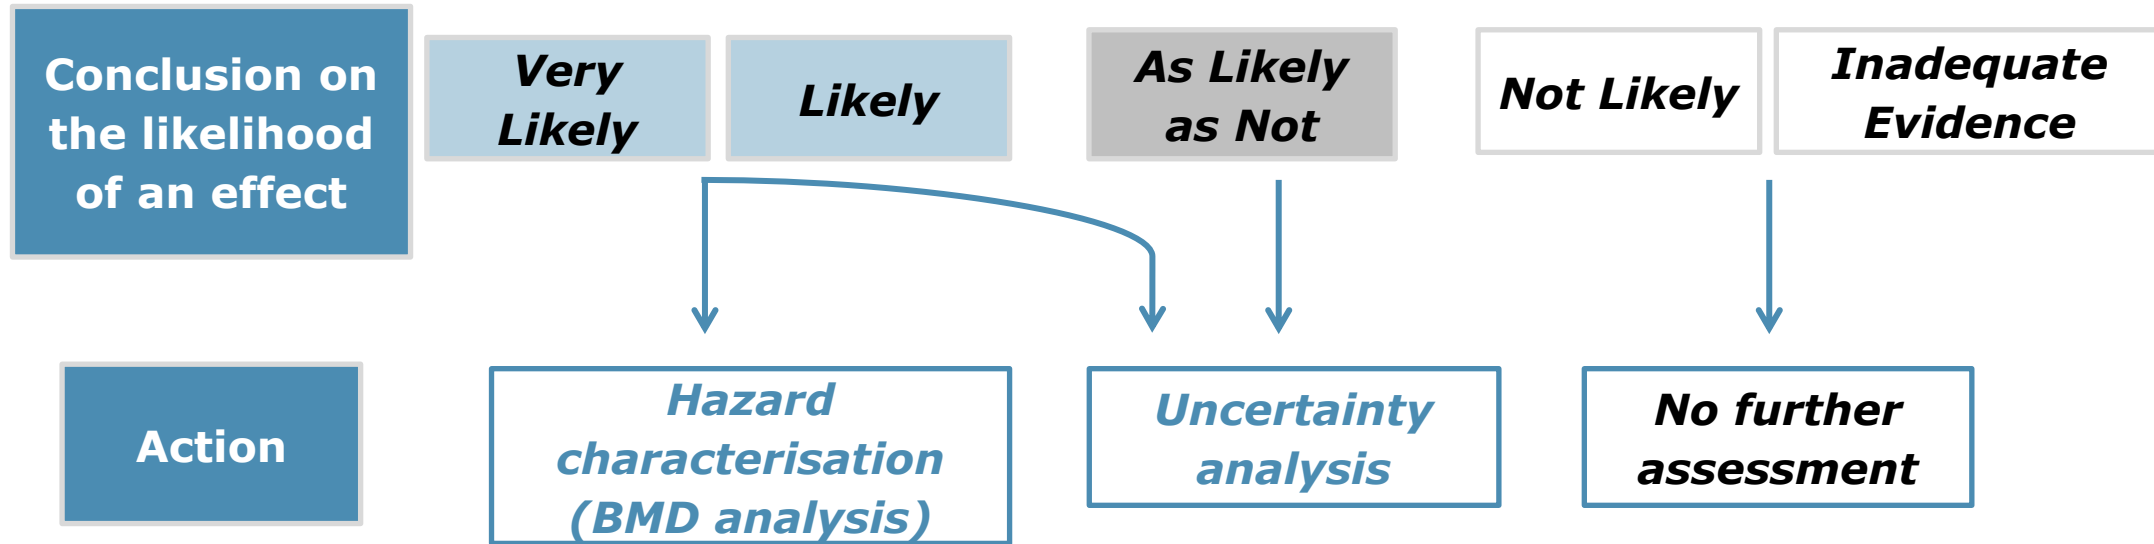 Conclusion on
the likelihood
of an effect
Very
Likely
Likely
As Likely
as Not
Not Likely
Inadequate
Evidence
Action
Hazard
characterisation
(BMD analysis)
Uncertainty
analysis
No further
assessment